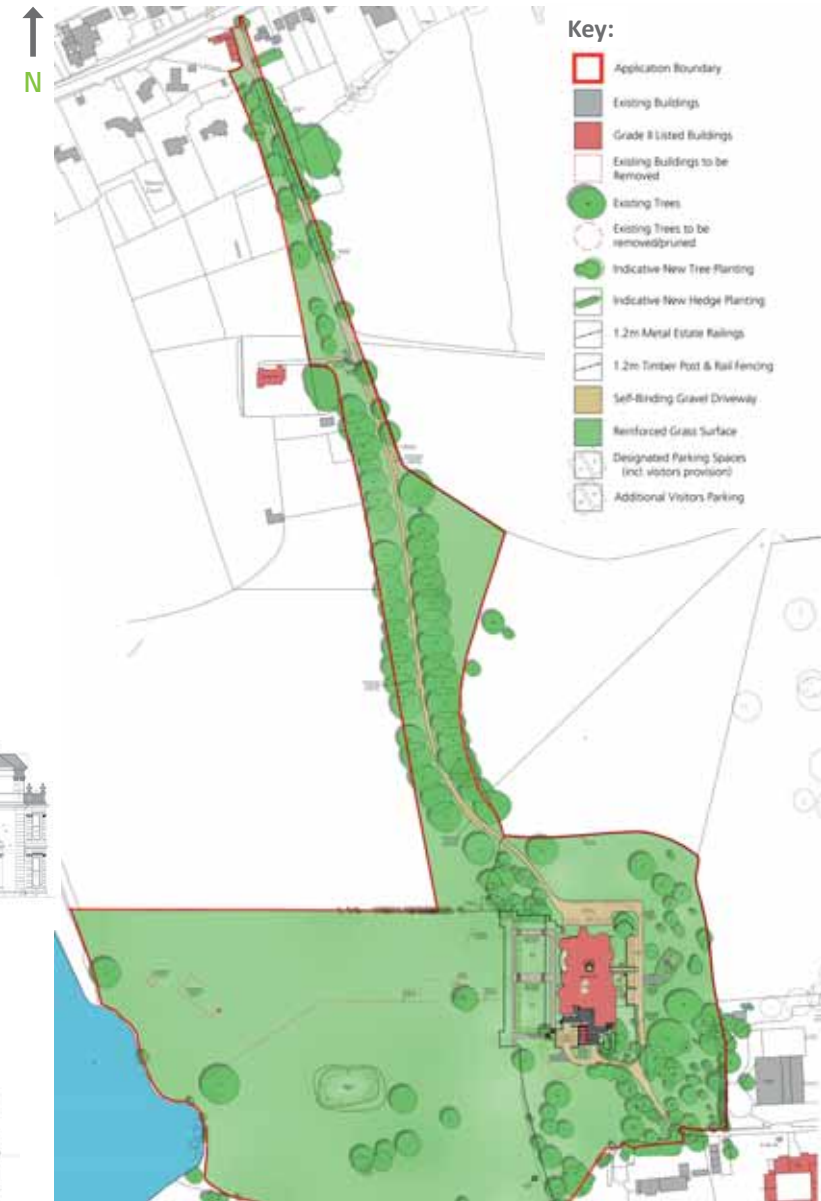 N
Key:
Application Boundary
Existing Buildings
Grade II Listed Buildings
Existing Buildings to be
Removed
Existing Trees
Existing Trees to be
removed/pruned
Indicative New Tree Planting
Indicative New Hedge Planting
1.2m Metal Estate Railings
1.2m Timber Post & Rail Fencing
Self-Binding Gravel Driveway
Reinforced Grass Surface
Designated Parking Spaces
(incl. visitors provision)
Additional Visitors Parking